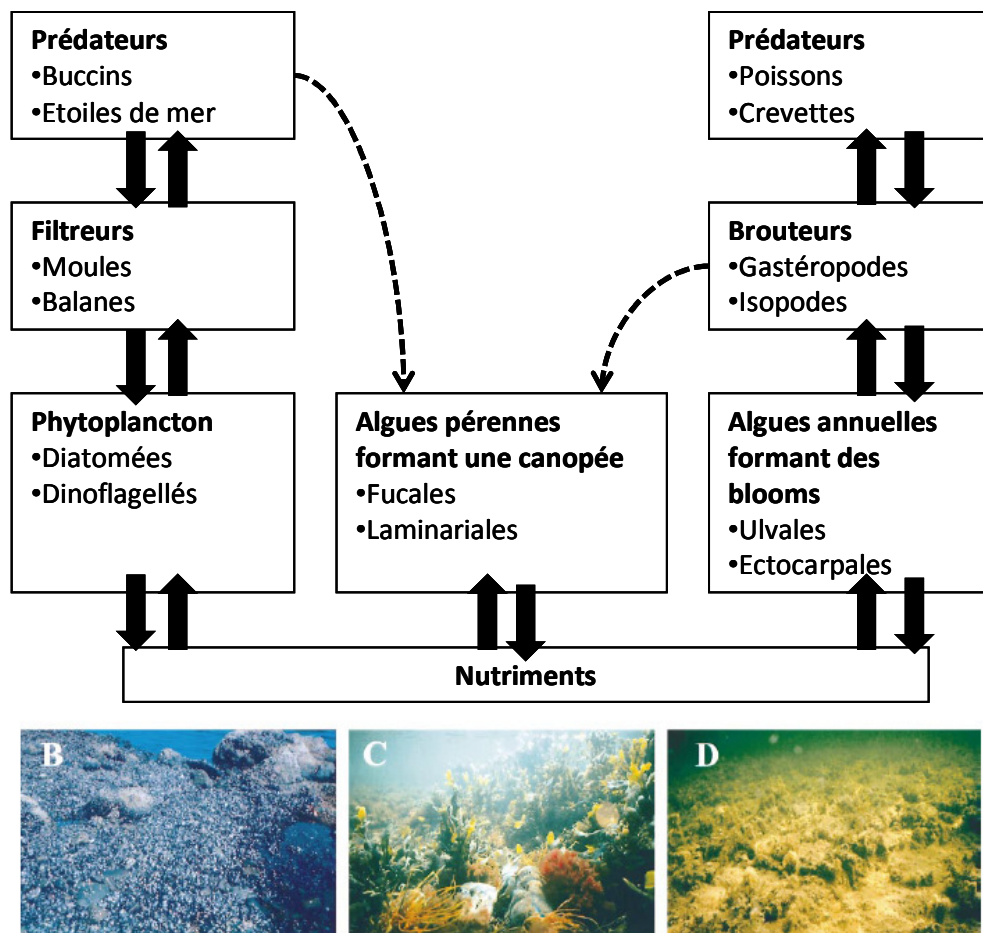 Prédateurs
•Buccins
•Etoiles de mer
Prédateurs
•Poissons
•Crevettes
Filtreurs
•Moules
•Balanes
Brouteurs
•Gastéropodes
•Isopodes
Phytoplancton
•Diatomées
•Dinoflagellés
Algues pérennes
formant une canopée
•Fucales
•Laminariales
Algues annuelles
formant des
blooms
•Ulvales
•Ectocarpales
Nutriments
B
C
D